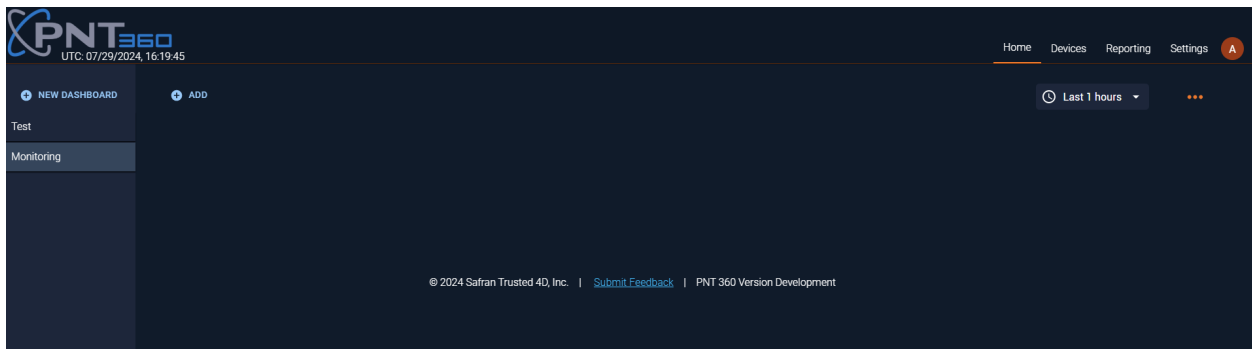 PNT360
UTC: 07/29/2024, 16:19:45
Home Devices Reporting Settings A
NEW DASHBOARD
ADD
Last 1 hours
Test
Monitoring
© 2024 Safran Trusted 4D, Inc. | Submit Feedback | PNT 360 Version Development